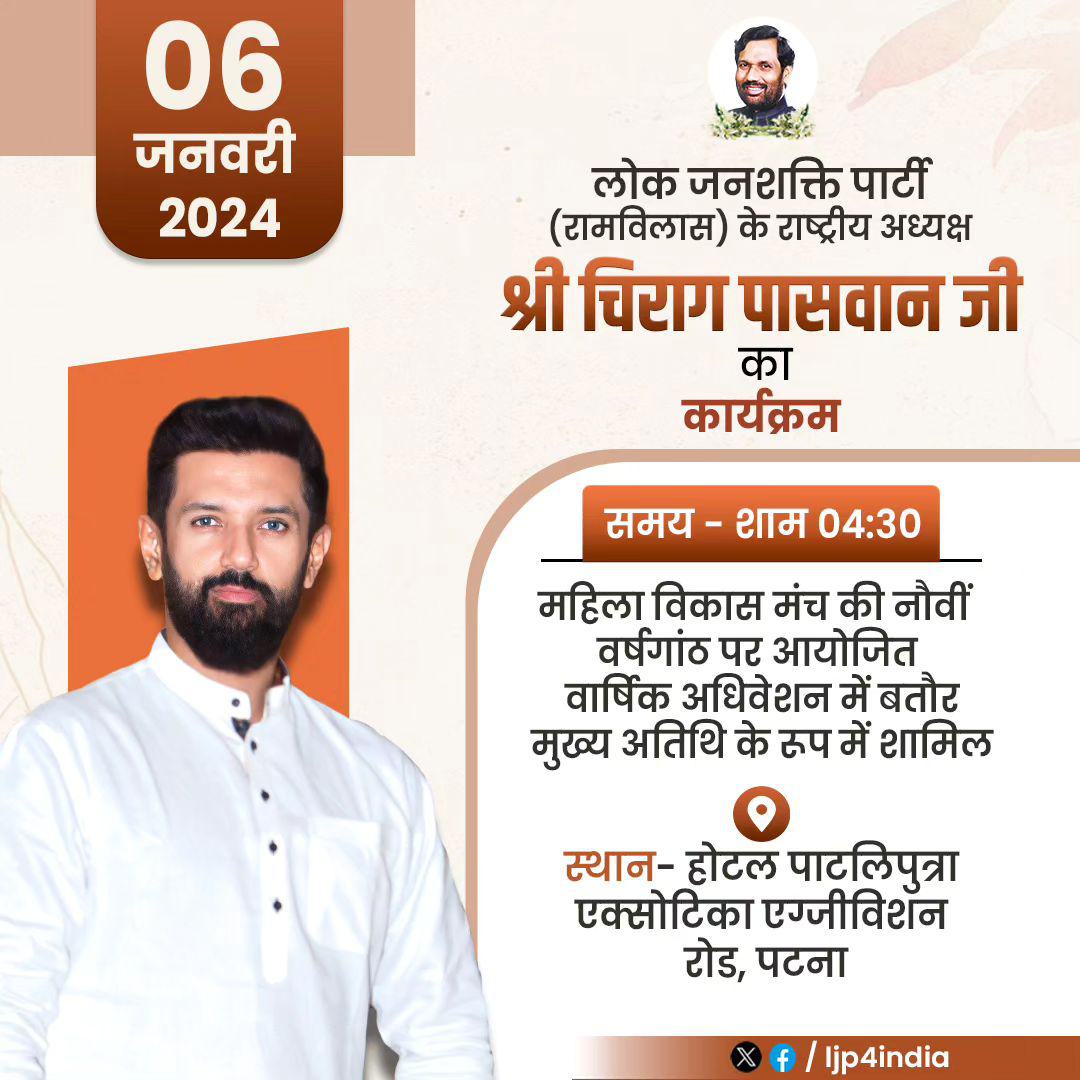 06
जनवरी
2024
लोक जनशक्ति पार्टी
(रामविलास) के राष्ट्रीय अध्यक्ष
श्री चिराग पासवान जी
का
कार्यक्रम
समय - शाम 04:30
महिला विकास मंच की नौवीं
वर्षगांठ पर आयोजित
वार्षिक अधिवेशन में बतौर
मुख्य अतिथि के रूप में शामिल
स्थान- होटल पाटलिपुत्रा
एक्सोटिका एग्जीविशन
रोड, पटना
/ ljp4india